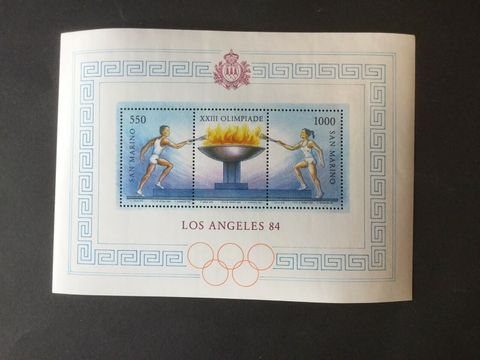 550
XXIII OLIMPIADE
1000
SAN MARINO
SAN MARINO
LOS ANGELES 84